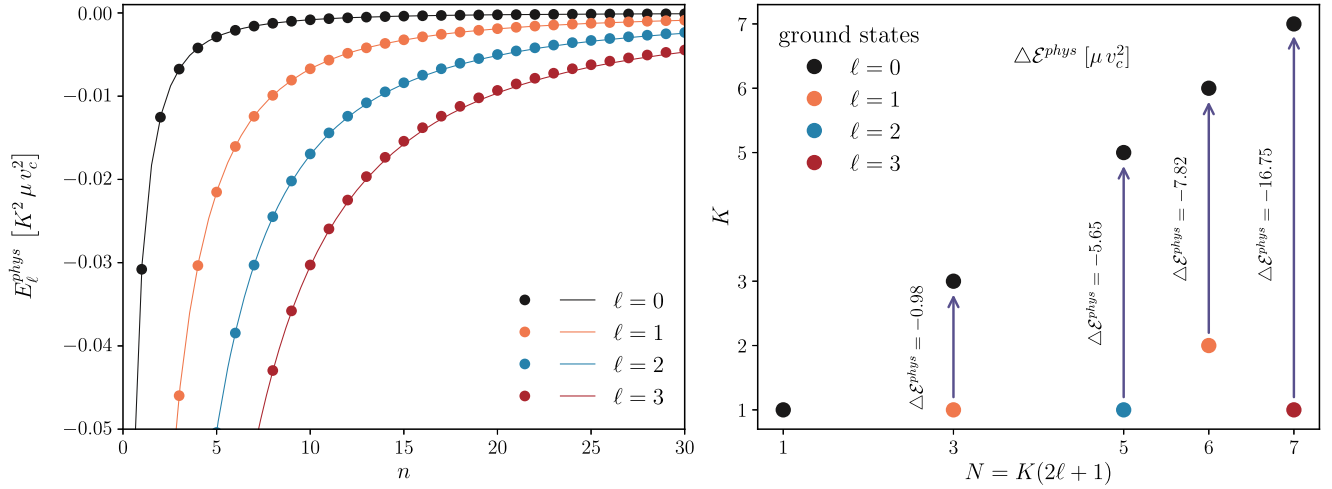 0.00
−0.01
−0.02
−0.03
−0.04
−0.05
E_ℓ^{phys} [K² μ v_c²]
0 5 10 15 20 25 30
n
ℓ = 0
ℓ = 1
ℓ = 2
ℓ = 3
7
6
5
3
2
1
K
ground states
ℓ = 0
ℓ = 1
ℓ = 2
ℓ = 3
△ℰ^{phys} [μ v_c²]
△ℰ^{phys} = −0.98
△ℰ^{phys} = −5.65
△ℰ^{phys} = −7.82
△ℰ^{phys} = −16.75
1 3 5 6 7
N = K(2ℓ + 1)